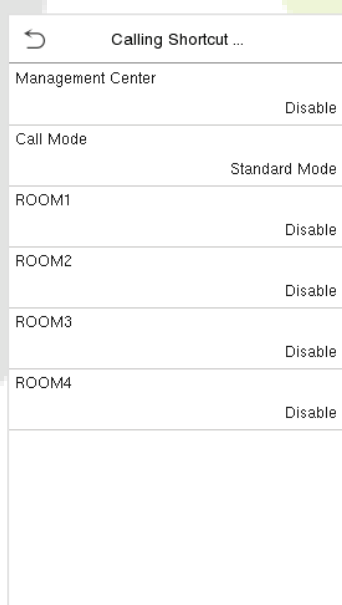 Calling Shortcut ...
Management Center
Disable
Call Mode
Standard Mode
ROOM1
Disable
ROOM2
Disable
ROOM3
Disable
ROOM4
Disable